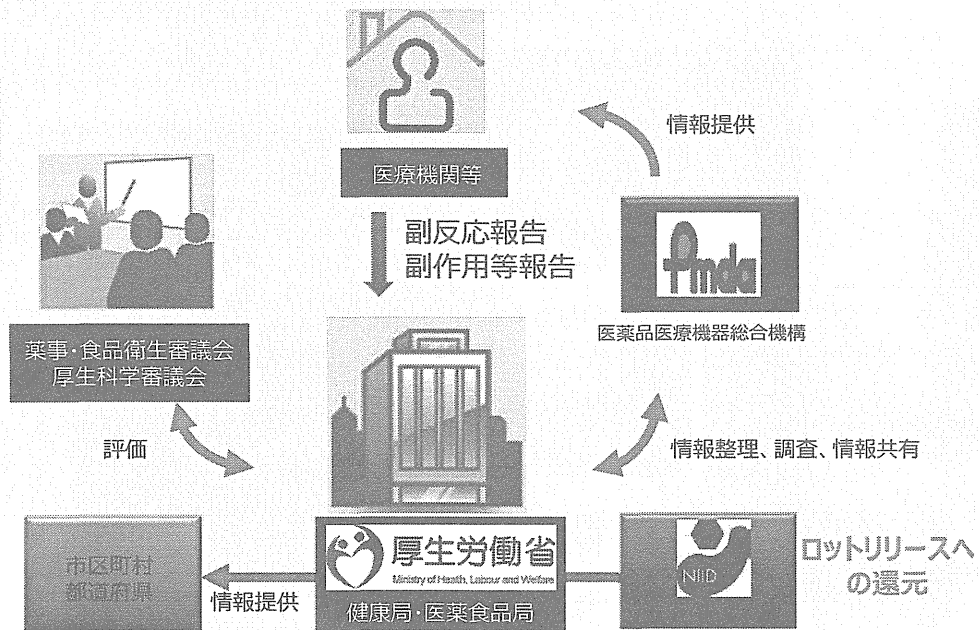 情報提供
医療機関等
副反応報告
副作用等報告
Pmda
医薬品医療機器総合機構
薬事・食品衛生審議会
厚生科学審議会
評価
情報整理、調査、情報共有
市区町村
都道府県
情報提供
厚生労働省
Ministry of Health, Labour and Welfare
健康局・医薬食品局
NIID
ロットリリースへ
の還元